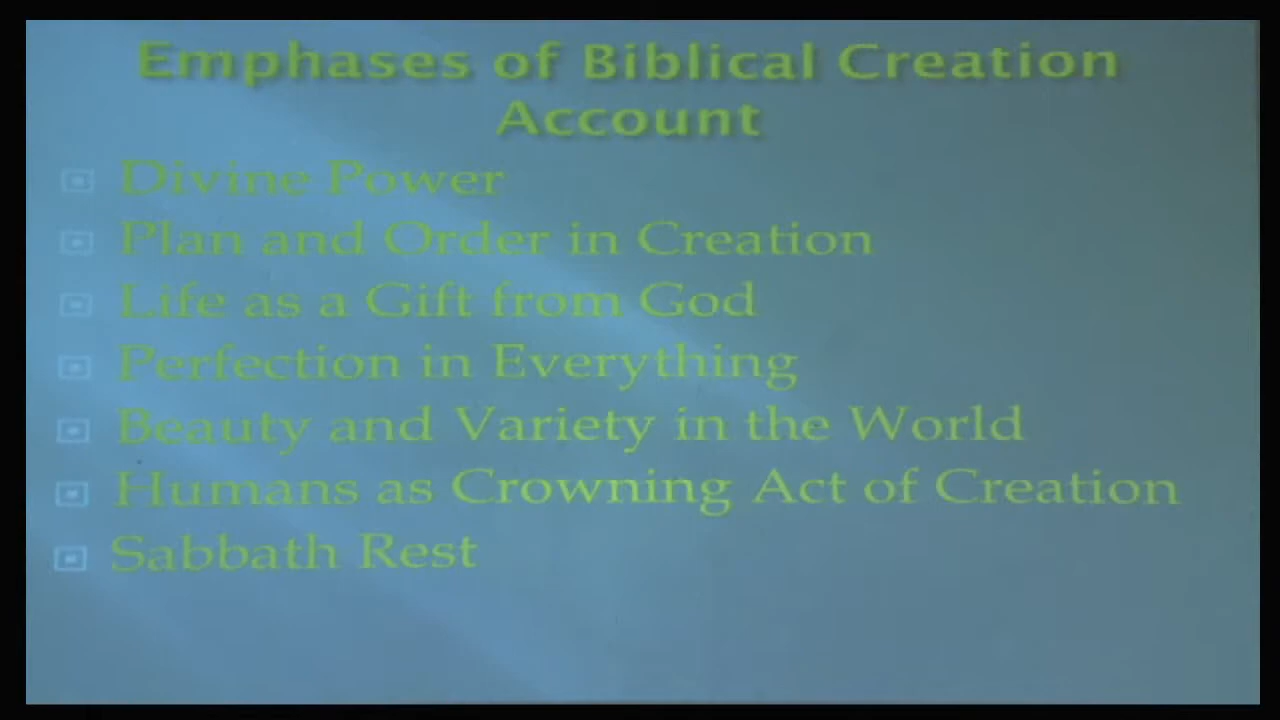 Emphases of Biblical Creation
Account
Divine Power
Plan and Order in Creation
Life as a Gift from God
Perfection in Everything
Beauty and Variety in the World
Humans as Crowning Act of Creation
Sabbath Rest